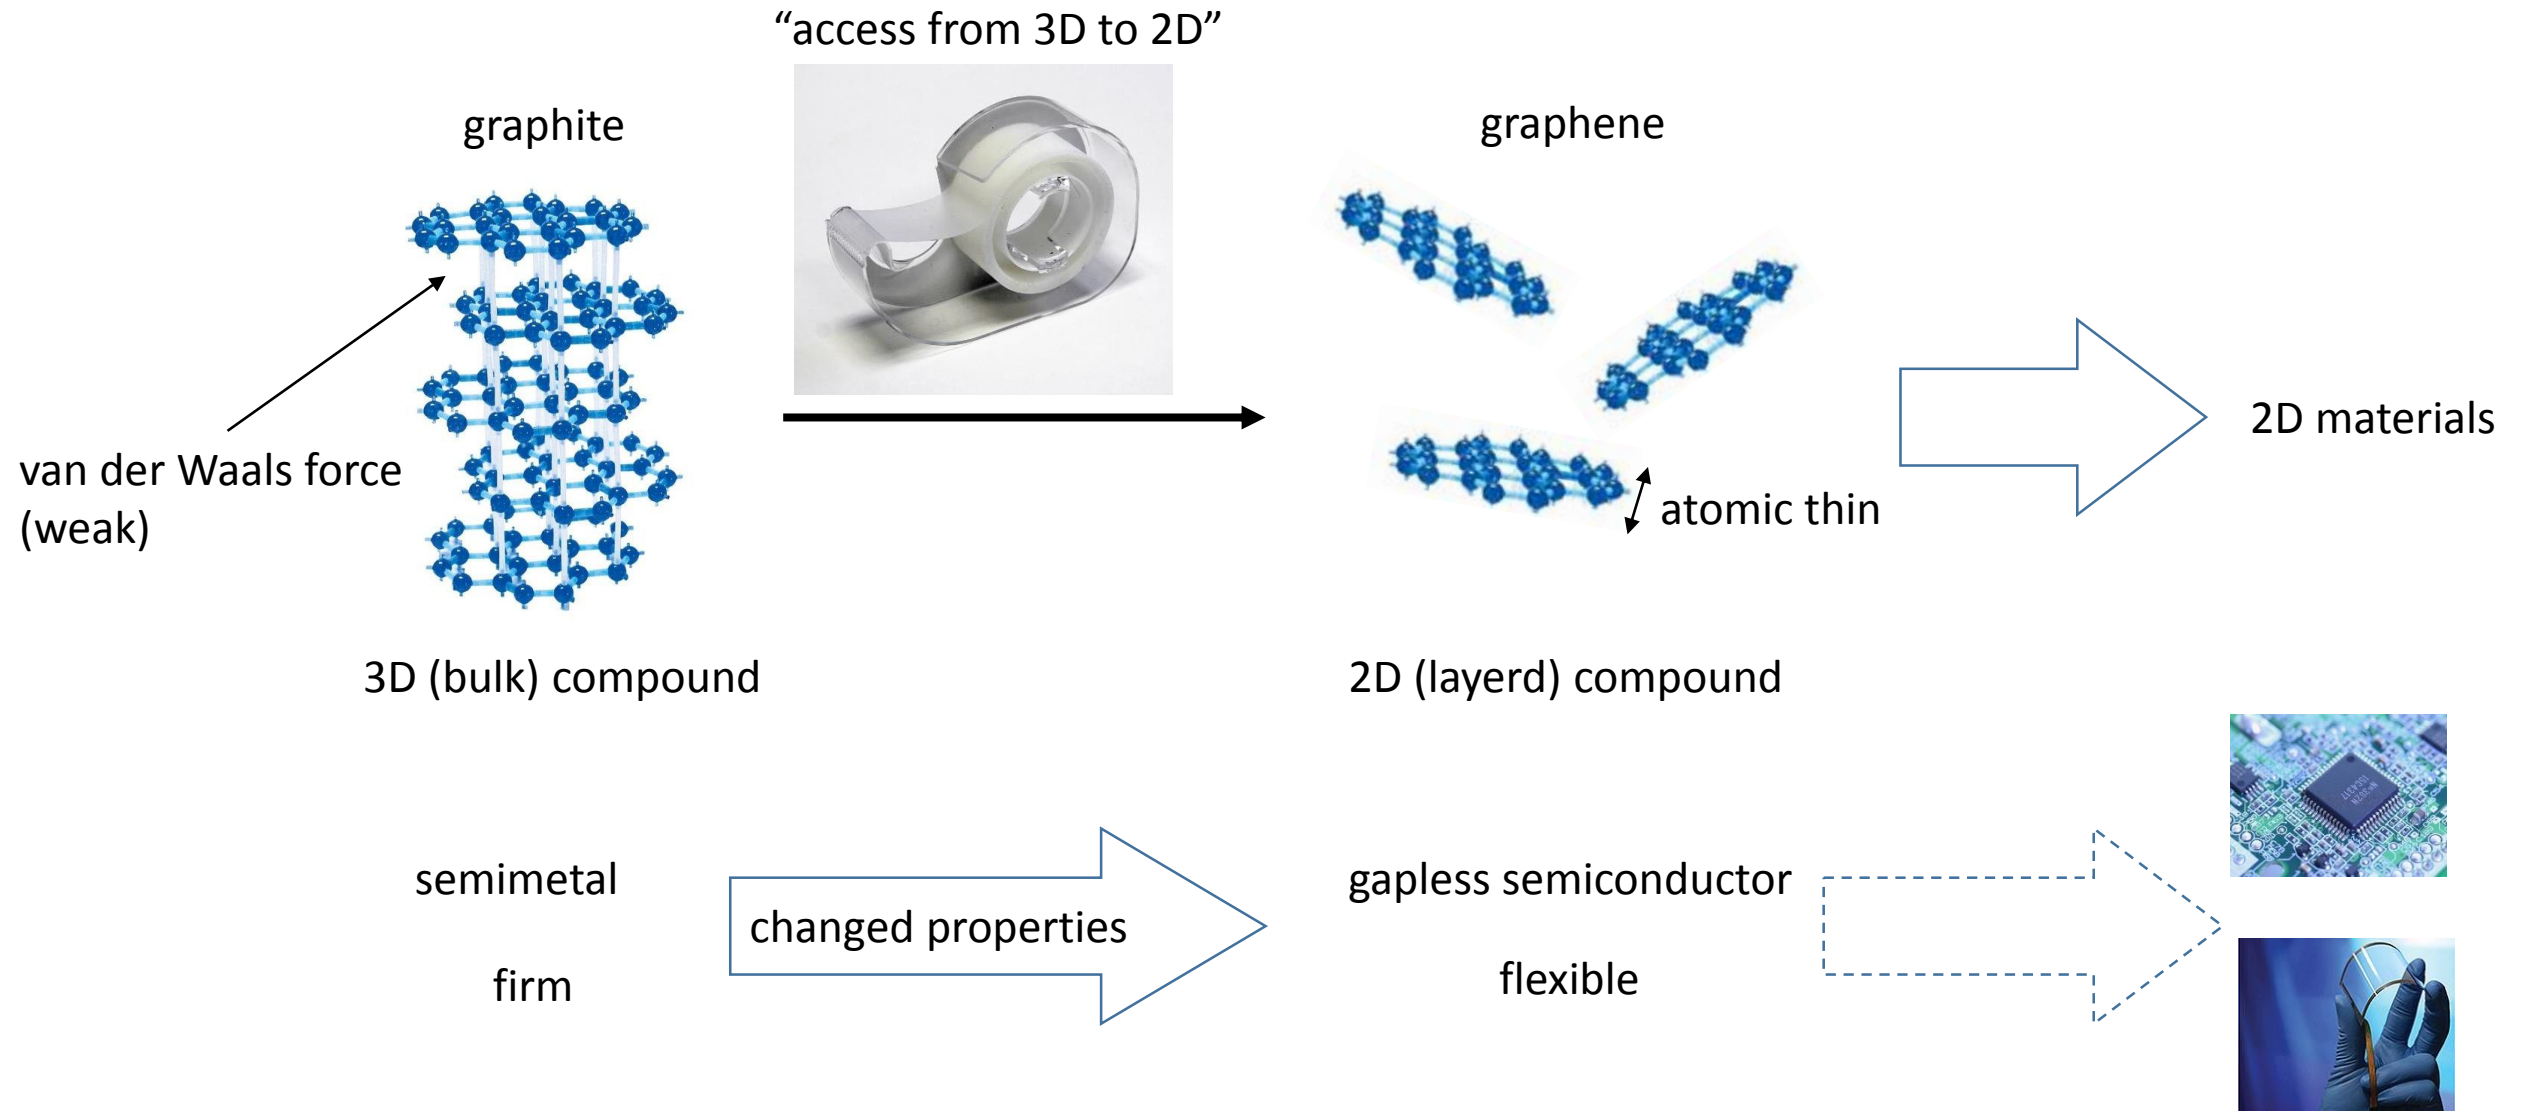 “access from 3D to 2D”
graphite
graphene
van der Waals force
(weak)
atomic thin
2D materials
3D (bulk) compound
2D (layerd) compound
semimetal
firm
changed properties
gapless semiconductor
flexible